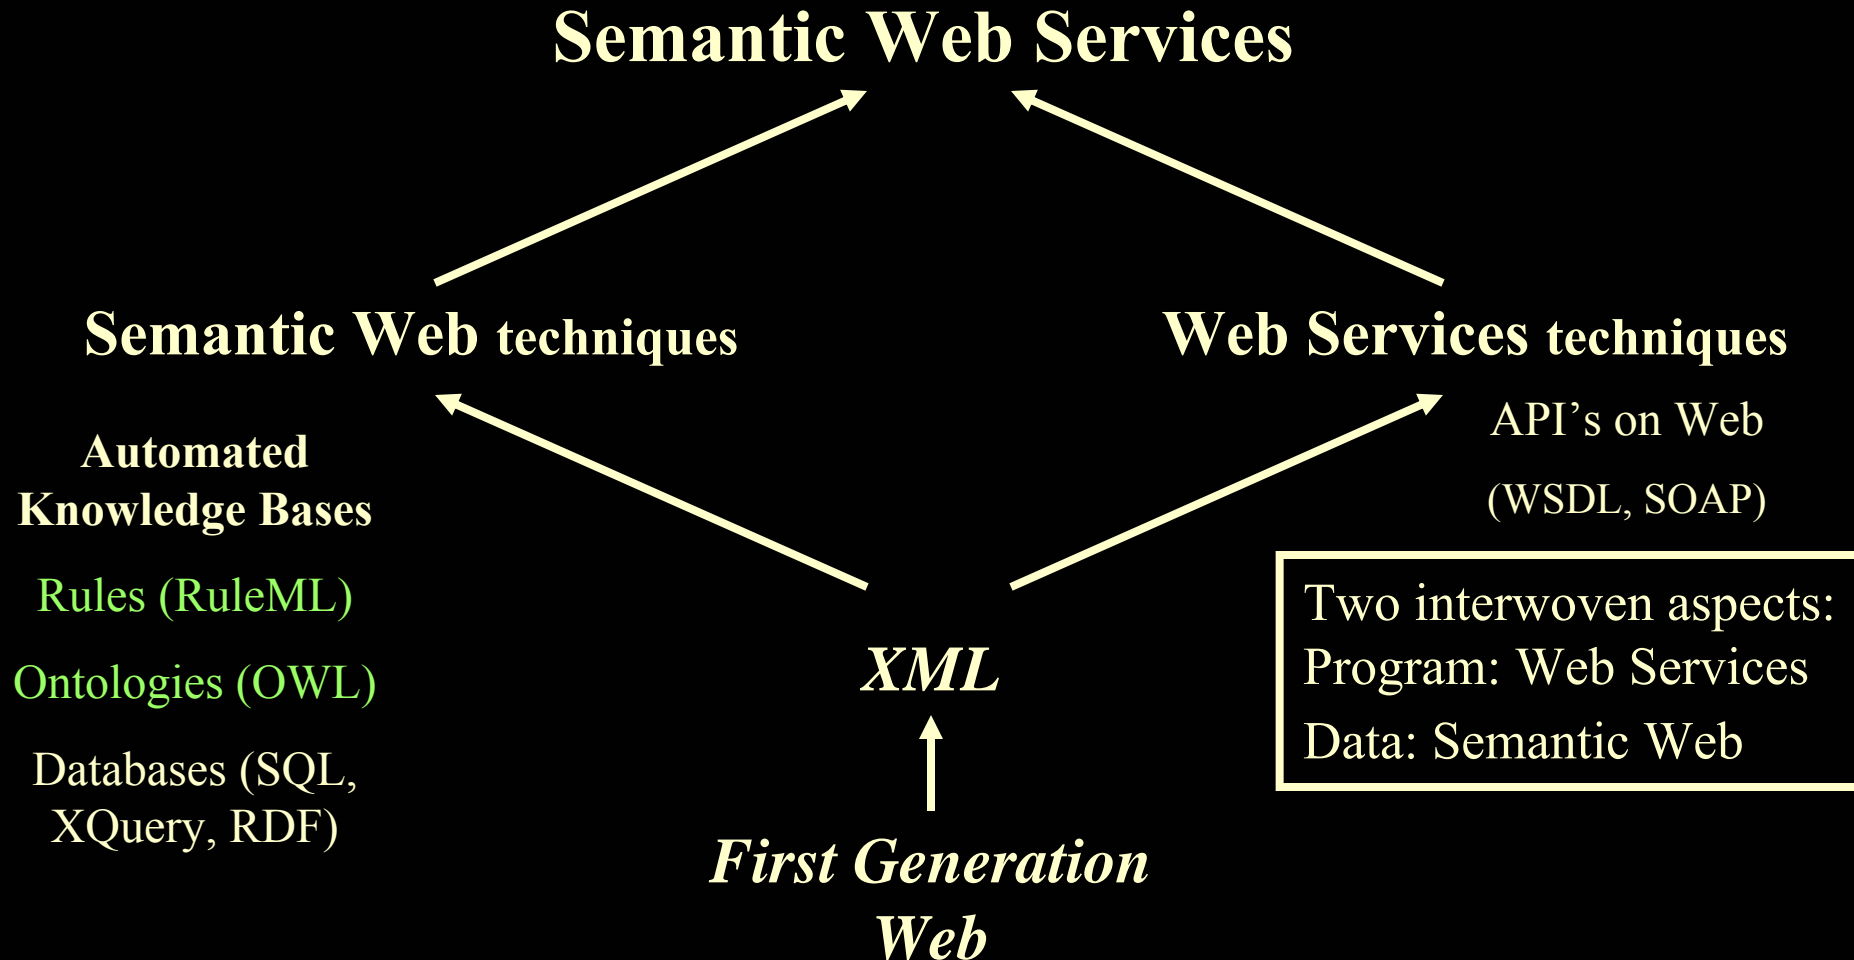 Semantic Web Services
Semantic Web techniques
Web Services techniques
Automated
Knowledge Bases
Rules (RuleML)
Ontologies (OWL)
Databases (SQL,
XQuery, RDF)
API’s on Web
(WSDL, SOAP)
Two interwoven aspects:
Program: Web Services
Data: Semantic Web
XML
First Generation
Web